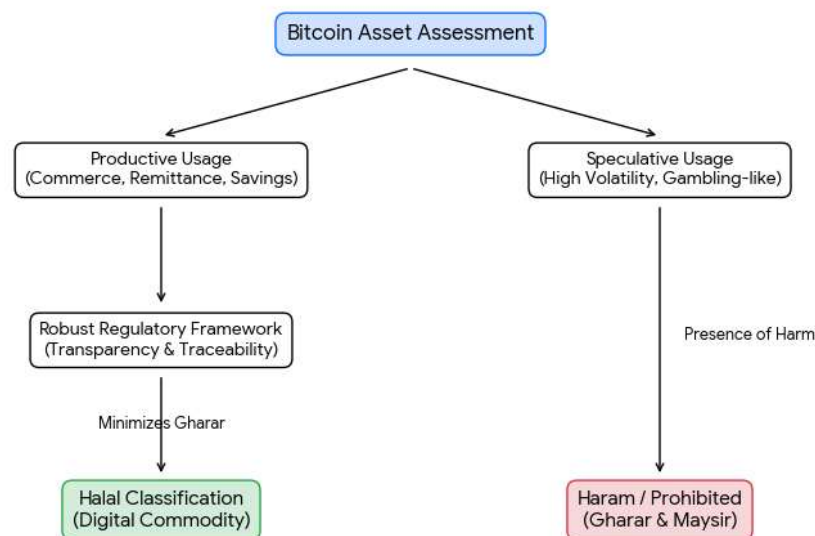 Bitcoin Asset Assessment
Productive Usage
(Commerce, Remittance, Savings)
Speculative Usage
(High Volatility, Gambling-like)
Robust Regulatory Framework
(Transparency & Traceability)
Presence of Harm
Minimizes Gharar
Halal Classification
(Digital Commodity)
Haram / Prohibited
(Gharar & Maysir)